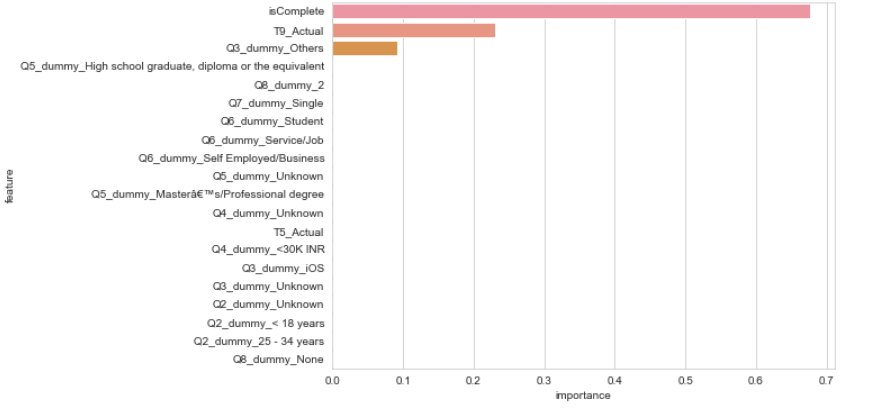 isComplete
T9_Actual
Q3_dummy_Others
Q5_dummy_High school graduate, diploma or the equivalent
Q8_dummy_2
Q7_dummy_Single
Q6_dummy_Student
Q6_dummy_Service/Job
Q6_dummy_Self Employed/Business
Q5_dummy_Unknown
Q5_dummy_Masterâ€™s/Professional degree
Q4_dummy_Unknown
T5_Actual
Q4_dummy_<30K INR
Q3_dummy_iOS
Q3_dummy_Unknown
Q2_dummy_Unknown
Q2_dummy_< 18 years
Q2_dummy_25 - 34 years
Q8_dummy_None
feature
0.0 0.1 0.2 0.3 0.4 0.5 0.6 0.7
importance